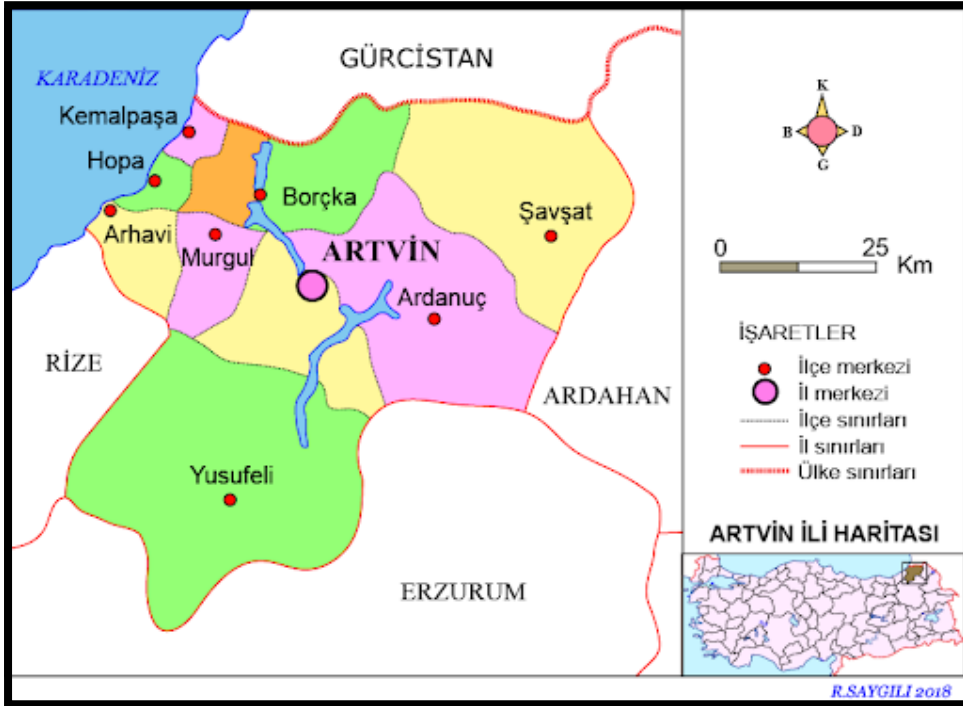 GÜRCİSTAN
KARADENİZ
Kemalpaşa
Hopa
Borçka
Arhavi
Murgul
ARTVİN
Şavşat
Ardanuç
RİZE
ARDAHAN
Yusufeli
ERZURUM
K
B
D
G
0
25
Km
İŞARETLER
İlçe merkezi
İl merkezi
İlçe sınırları
İl sınırları
Ülke sınırları
ARTVİN İLİ HARİTASI
R.SAYGILI 2018